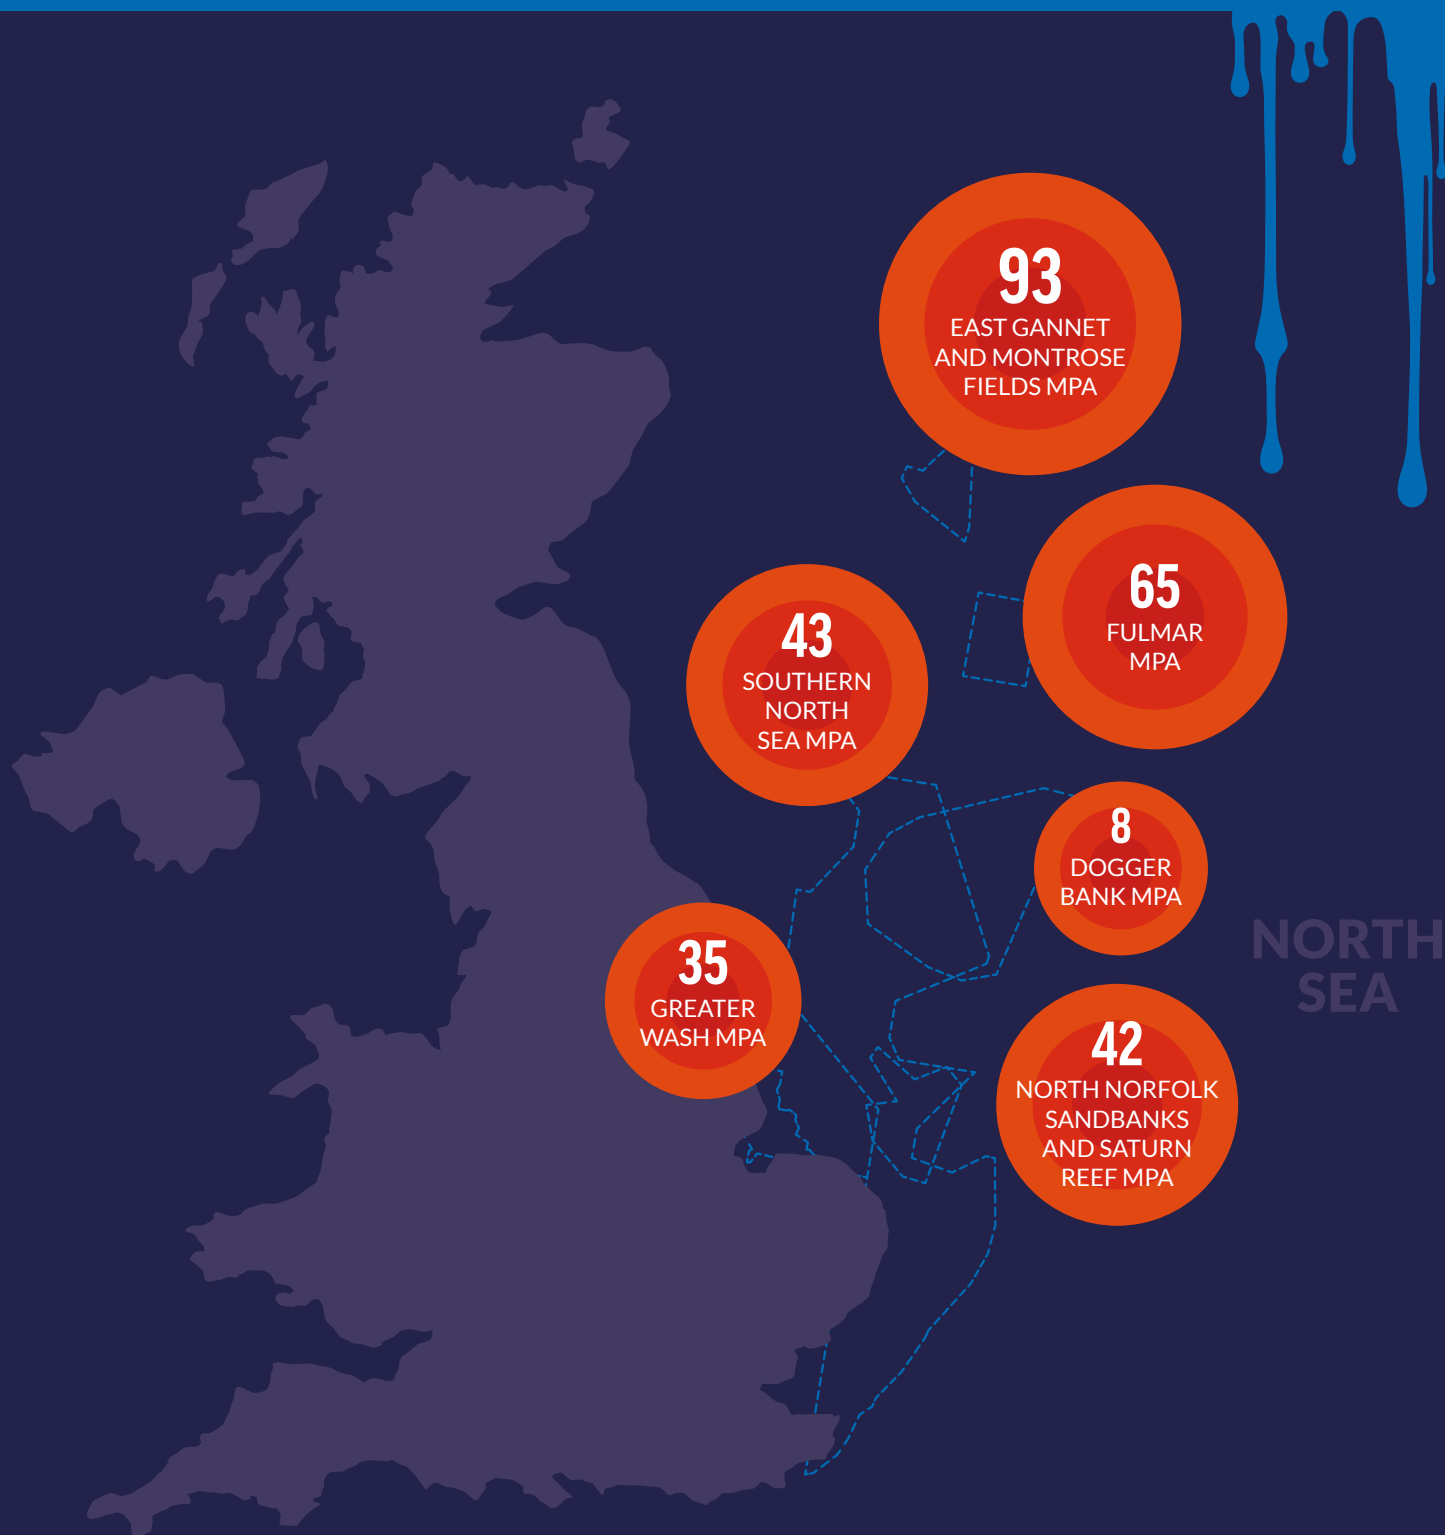 93
EAST GANNET
AND MONTROSE
FIELDS MPA
65
FULMAR
MPA
43
SOUTHERN
NORTH
SEA MPA
8
DOGGER
BANK MPA
35
GREATER
WASH MPA
NORTH
SEA
42
NORTH NORFOLK
SANDBANKS
AND SATURN
REEF MPA